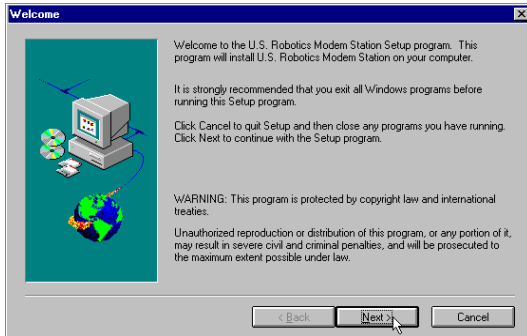 Welcome
Welcome to the U.S. Robotics Modem Station Setup program. This
program will install U.S. Robotics Modem Station on your computer.
It is strongly recommended that you exit all Windows programs before
running this Setup program.
Click Cancel to quit Setup and then close any programs you have running.
Click Next to continue with the Setup program.
WARNING: This program is protected by copyright law and international
treaties.
Unauthorized reproduction or distribution of this program, or any portion of it,
may result in severe civil and criminal penalties, and will be prosecuted to
the maximum extent possible under law.
< Back
Next >
Cancel